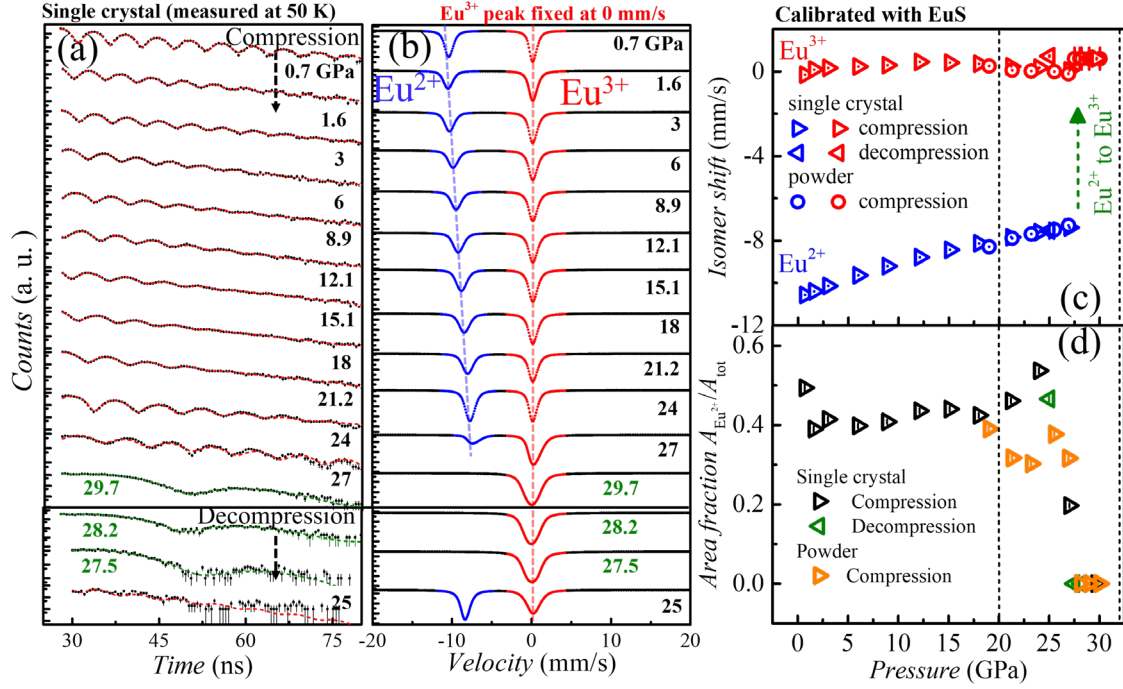 Single crystal (measured at 50 K)
Eu³⁺ peak fixed at 0 mm/s
Calibrated with EuS
(a)
Compression
0.7 GPa
1.6
3
6
8.9
12.1
15.1
18
21.2
24
27
29.7
28.2
Decompression
27.5
25
Counts (a. u.)
30
45
60
75
Time (ns)
(b)
0.7 GPa
Eu²⁺
Eu³⁺
1.6
3
6
8.9
12.1
15.1
18
21.2
24
27
29.7
28.2
27.5
25
-20
-10
0
10
20
Velocity (mm/s)
Eu³⁺
0
single crystal
compression
decompression
powder
compression
-4
-8
-12
Eu²⁺
Eu²⁺ to Eu³⁺
Isomer shift (mm/s)
(c)
(d)
0.6
0.4
0.2
0.0
Area fraction A_Eu²⁺/A_tot
Single crystal
Compression
Decompression
Powder
Compression
0
5
10
15
20
25
30
Pressure (GPa)